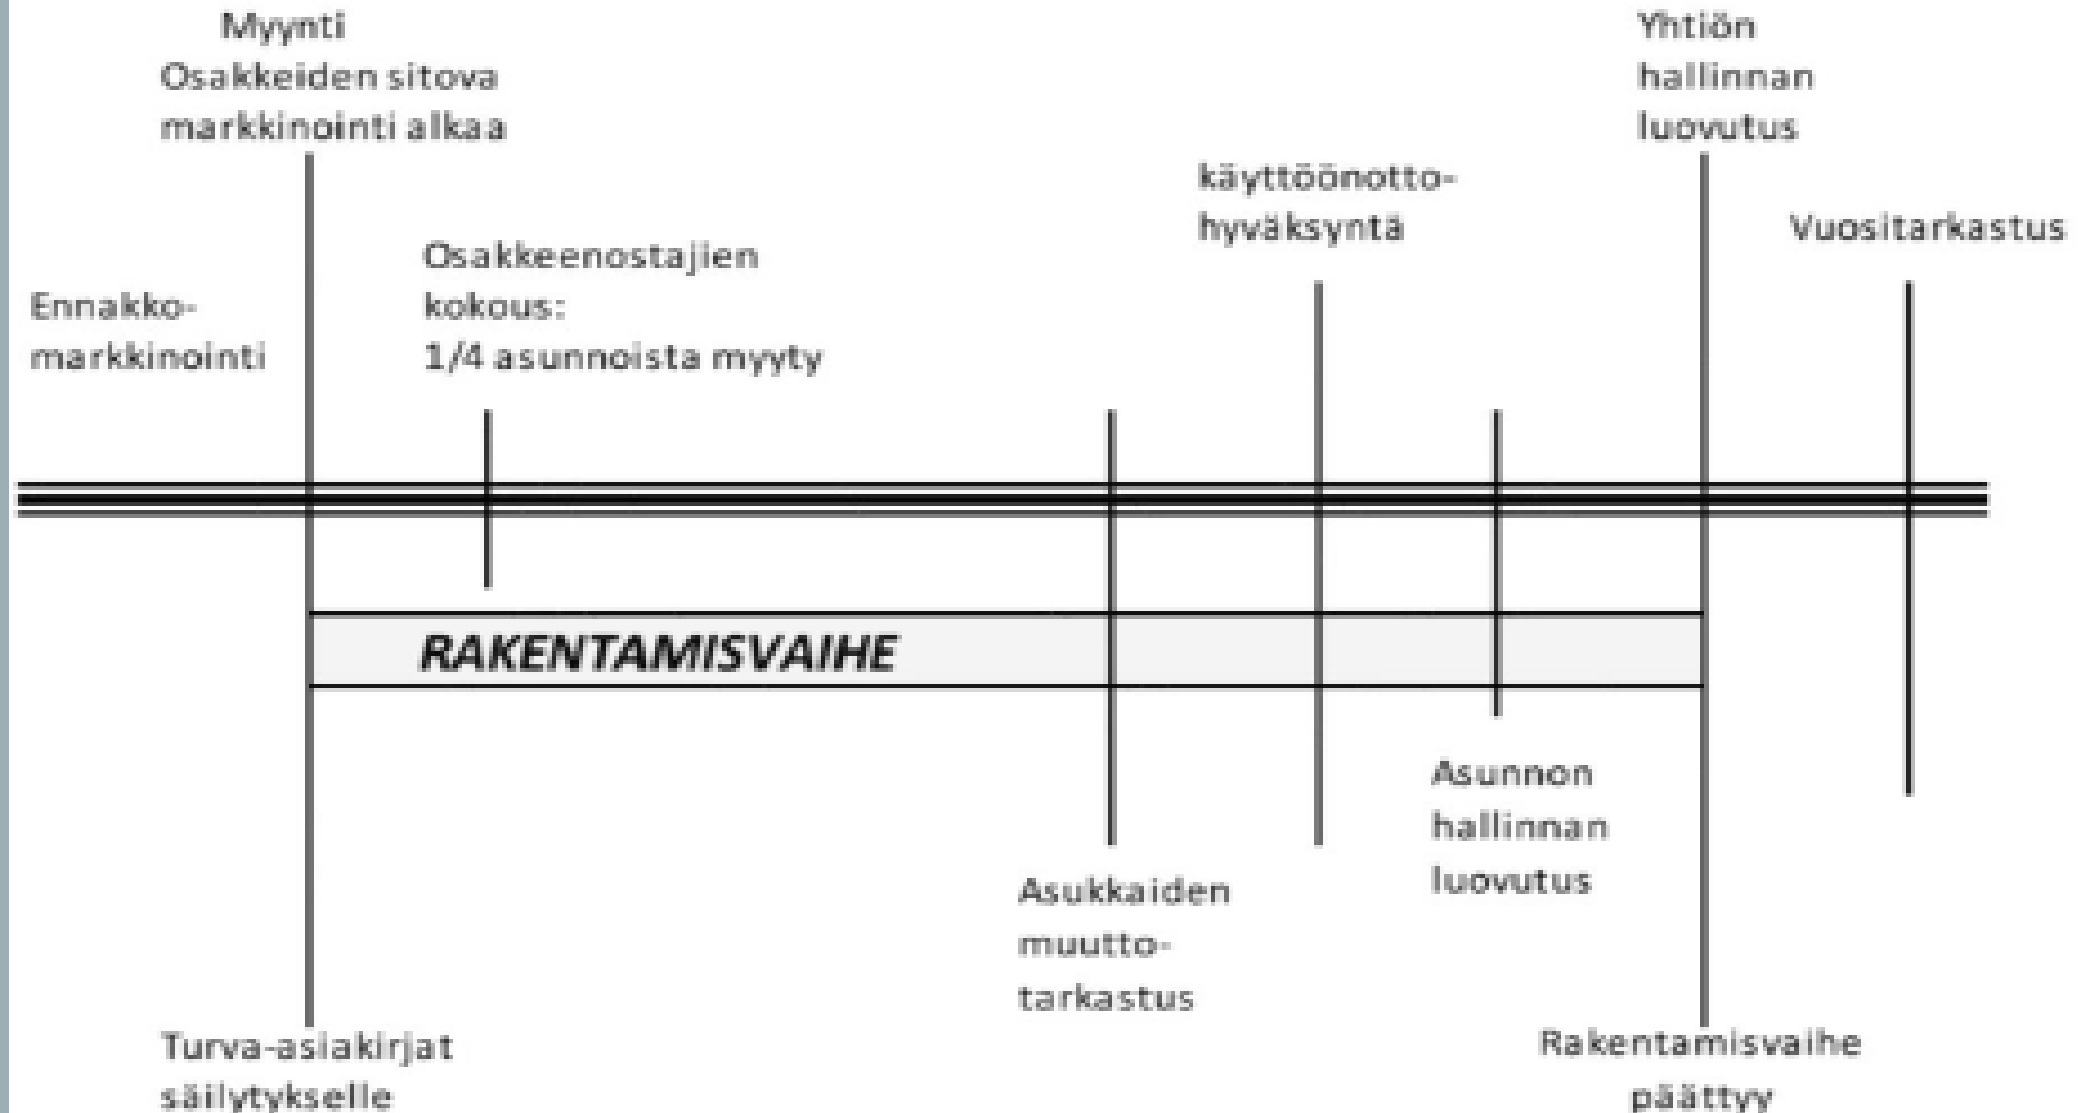 Myynti
Osakkeiden sitova
markkinointi alkaa
Yhtiön
hallinnan
luovutus
käyttöönotto-
hyväksyntä
Vuositarkastus
Osakkeenostajien
kokous:
1/4 asunnoista myyty
Ennakko-
markkinointi
RAKENTAMISVAIHE
Asunnon
hallinnan
luovutus
Asukkaiden
muutto-
tarkastus
Turva-asiakirjat
säilytykselle
Rakentamisvaihe
päättyy